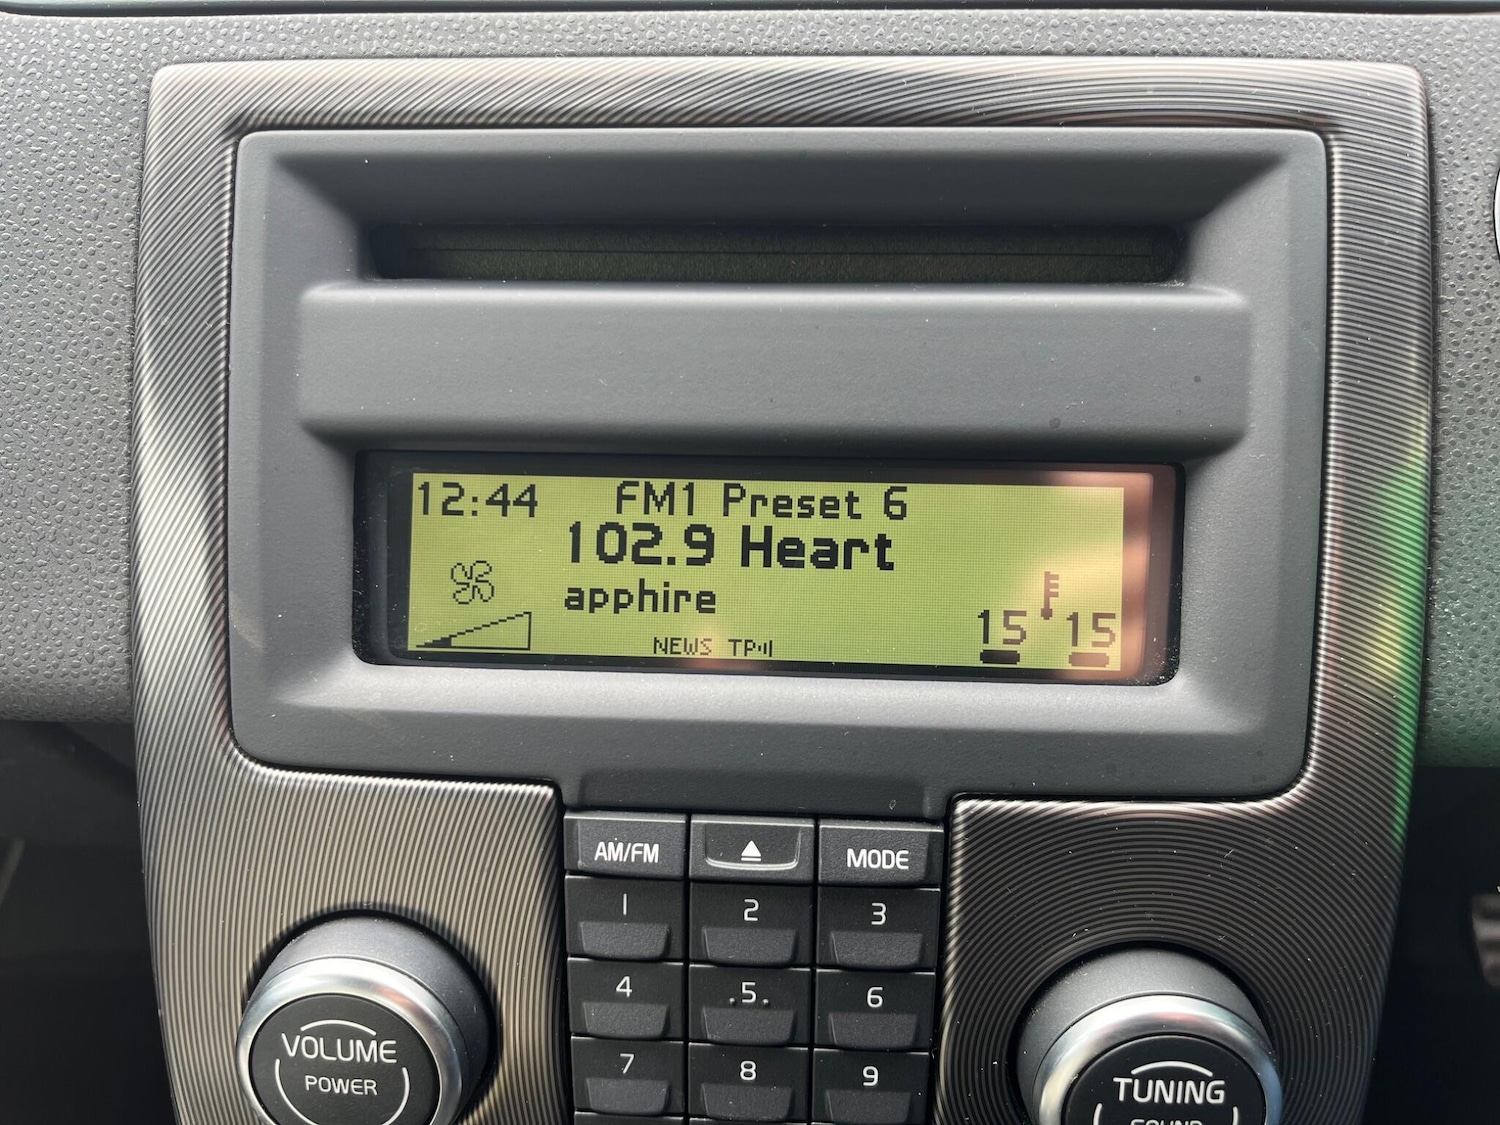 12:44 FM1 Preset 6
102.9 Heart
apphire
NEWS TP
15 15
AM/FM MODE
1 2 3
4 .5. 6
7 8 9
VOLUME
POWER
TUNING
SOUND